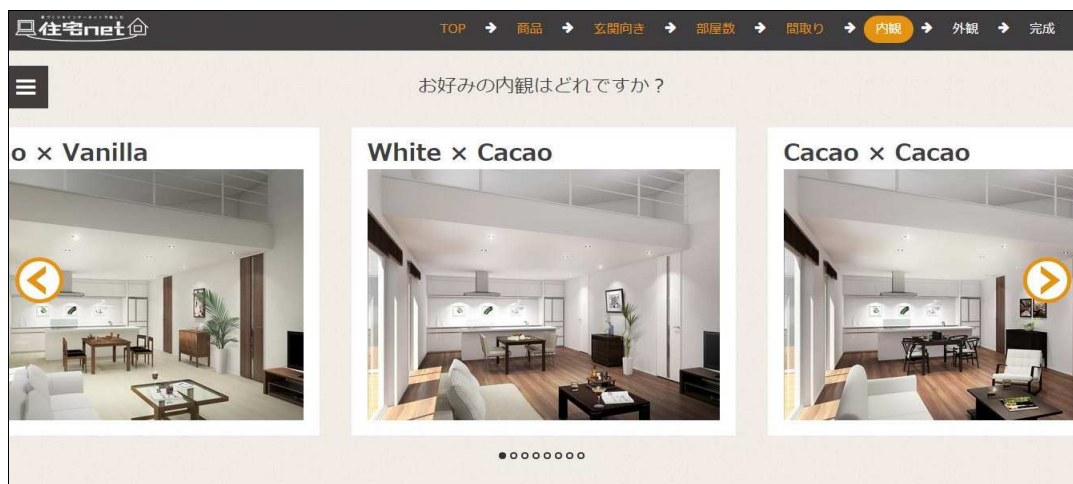 住宅net
TOP → 商品 → 玄関向き → 部屋数 → 間取り → 内観 → 外観 → 完成
お好みの内観はどれですか？
o × Vanilla
White × Cacao
Cacao × Cacao